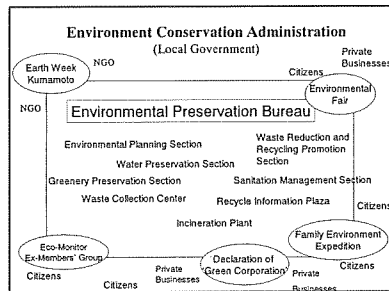 Environment Conservation Administration
(Local Government)
Private
Businesses
Earth Week
Kumamoto
NGO
Citizens
Environmental
Fair
NGO
Environmental Preservation Bureau
Environmental Planning Section
Waste Reduction and
Recycling Promotion
Section
Water Preservation Section
Greenery Preservation Section
Sanitation Management Section
Waste Collection Center
Recycle Information Plaza
Citizens
Incineration Plant
Eco-Monitor
Ex-Members' Group
Family Environment
Expedition
Declaration of
Green Corporation
Citizens
Private
Businesses
Citizens
Private
Businesses
Citizens